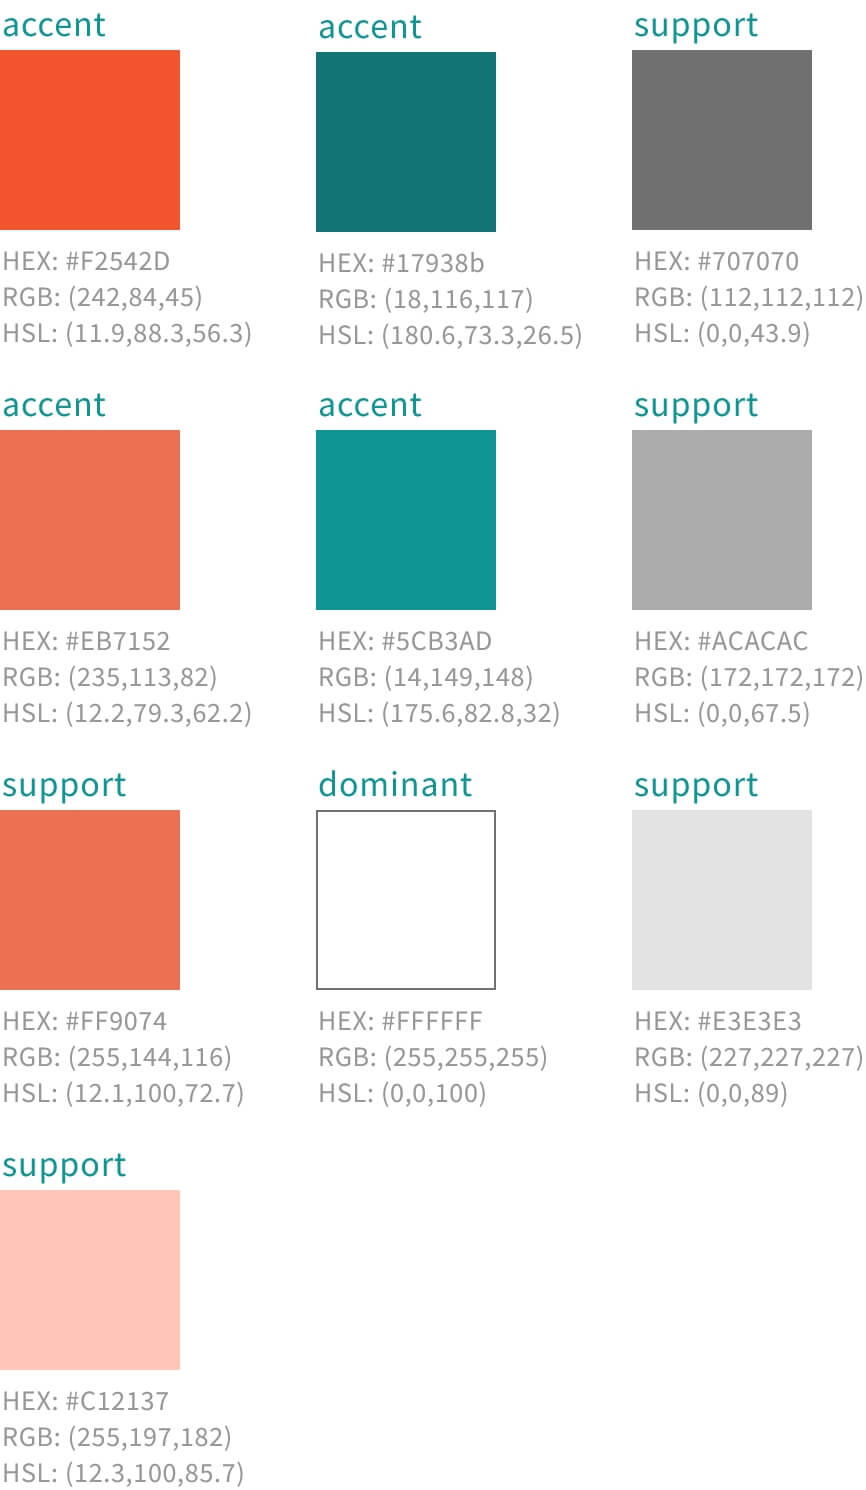 accent
HEX: #F2542D
RGB: (242,84,45)
HSL: (11.9,88.3,56.3)
accent
HEX: #17938b
RGB: (18,116,117)
HSL: (180.6,73.3,26.5)
support
HEX: #707070
RGB: (112,112,112)
HSL: (0,0,43.9)
accent
HEX: #EB7152
RGB: (235,113,82)
HSL: (12.2,79.3,62.2)
accent
HEX: #5CB3AD
RGB: (14,149,148)
HSL: (175.6,82.8,32)
support
HEX: #ACACAC
RGB: (172,172,172)
HSL: (0,0,67.5)
support
HEX: #FF9074
RGB: (255,144,116)
HSL: (12.1,100,72.7)
dominant
HEX: #FFFFFF
RGB: (255,255,255)
HSL: (0,0,100)
support
HEX: #E3E3E3
RGB: (227,227,227)
HSL: (0,0,89)
support
HEX: #C12137
RGB: (255,197,182)
HSL: (12.3,100,85.7)